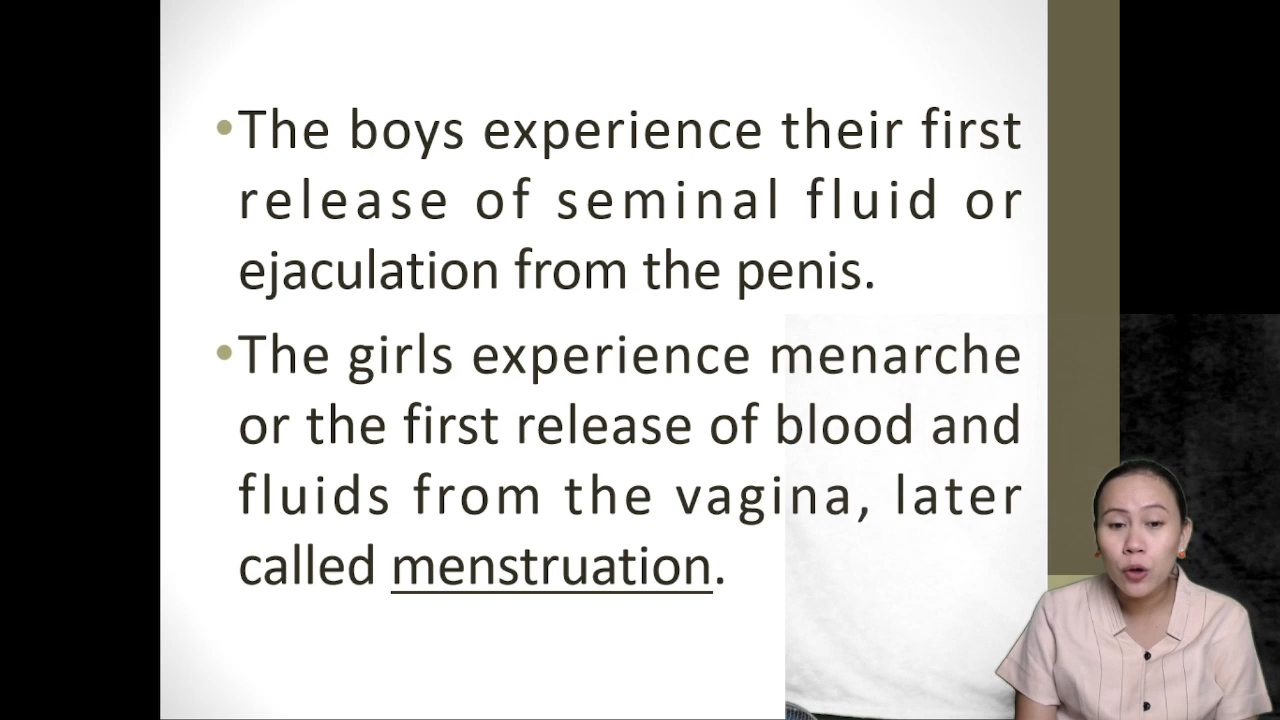 •The boys experience their first
release of seminal fluid or
ejaculation from the penis.
•The girls experience menarche
or the first release of blood and
fluids from the vagina, later
called menstruation.